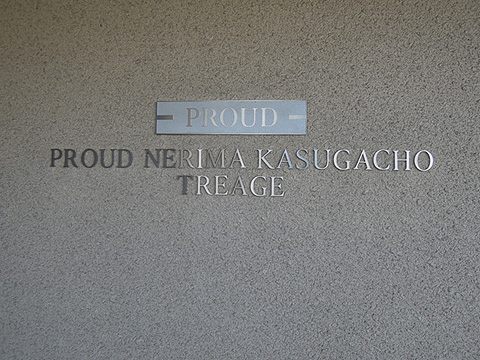 PROUD
PROUD NERIMA KASUGACHO
TREAGE